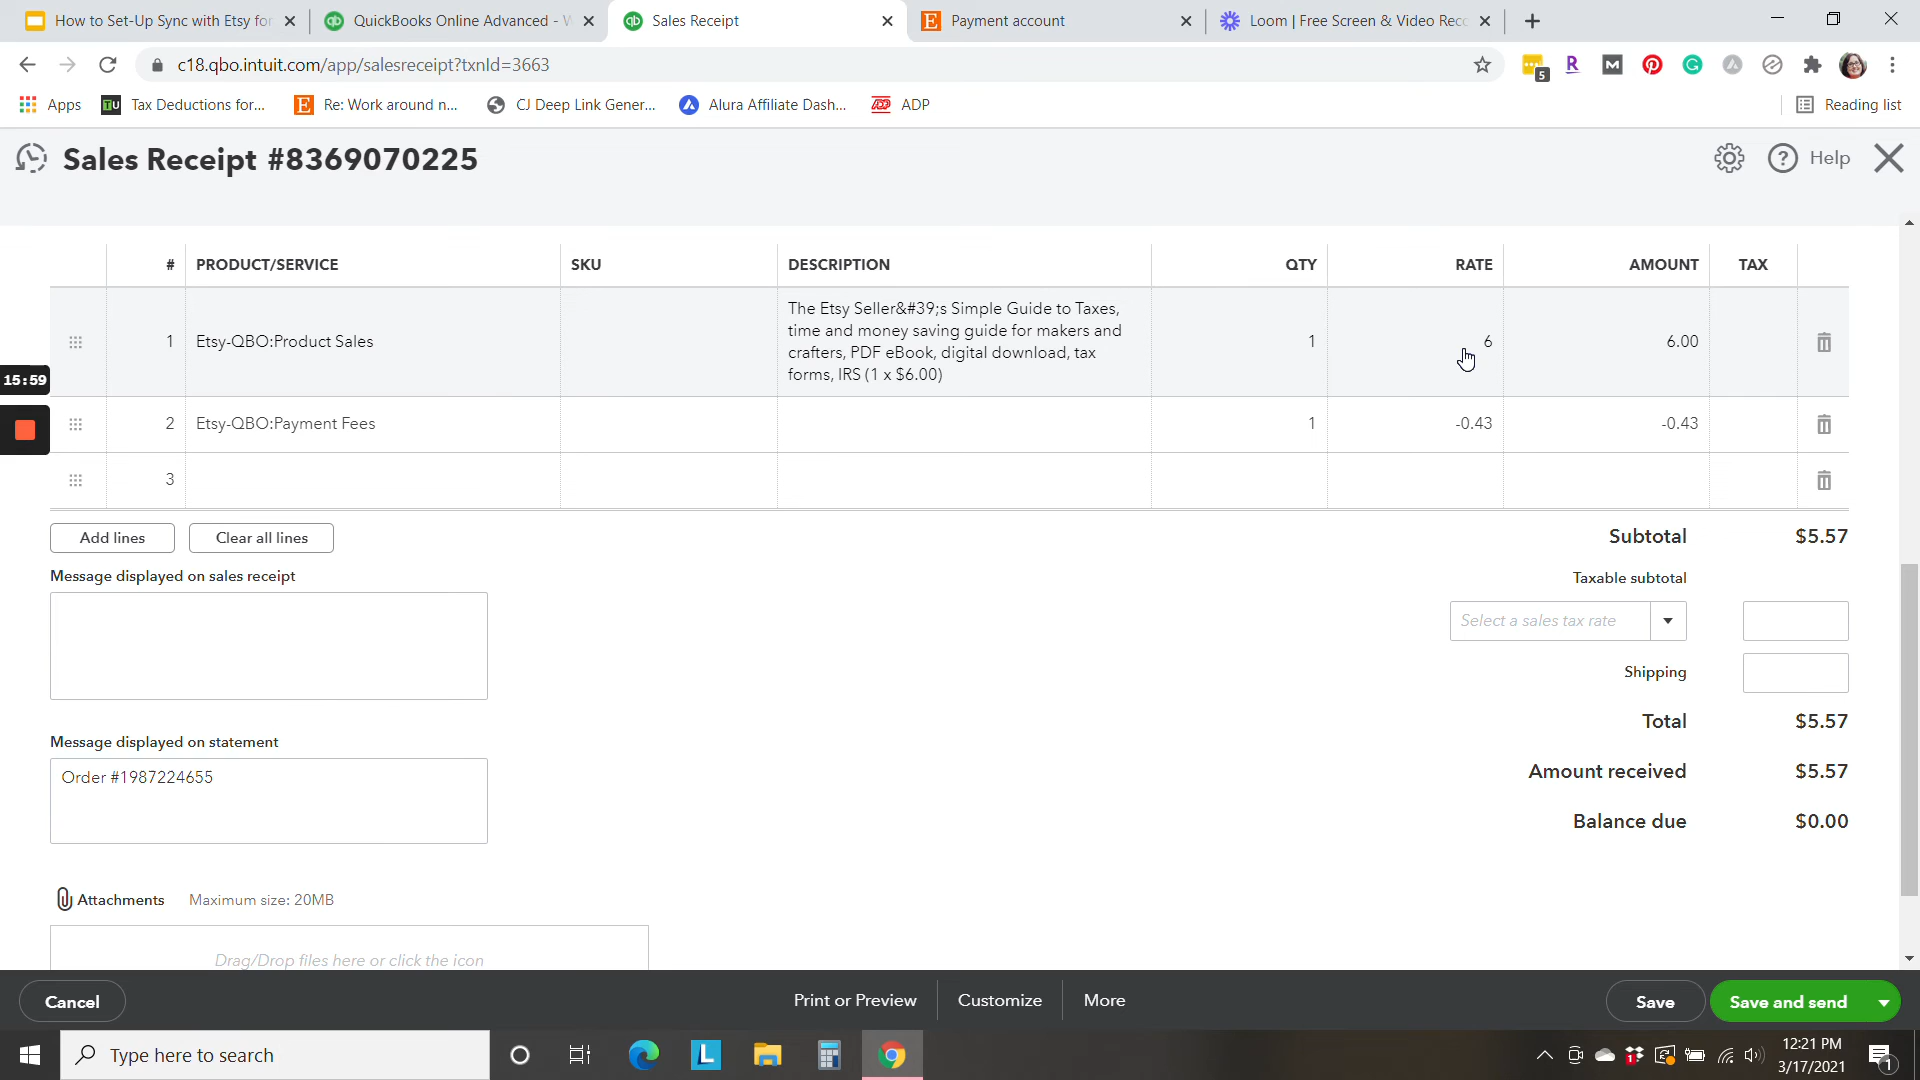 How to Set-Up Sync with Etsy for
QuickBooks Online Advanced -
Sales Receipt
Payment account
Loom | Free Screen & Video Rec
c18.qbo.intuit.com/app/salesreceipt?txnId=3663
5
Apps
Tax Deductions for...
Re: Work around n...
CJ Deep Link Gener...
Alura Affiliate Dash...
ADP
Reading list
Sales Receipt #8369070225
Help
# PRODUCT/SERVICE SKU DESCRIPTION QTY RATE AMOUNT TAX
The Etsy Seller&#39;s Simple Guide to Taxes,
time and money saving guide for makers and
crafters, PDF eBook, digital download, tax
forms, IRS (1 x $6.00)
1 Etsy-QBO:Product Sales 1 6 6.00
15:59
2 Etsy-QBO:Payment Fees 1 -0.43 -0.43
3
Add lines
Clear all lines
Subtotal $5.57
Message displayed on sales receipt
Taxable subtotal
Select a sales tax rate
Shipping
Total $5.57
Message displayed on statement
Order #1987224655
Amount received $5.57
Balance due $0.00
Attachments Maximum size: 20MB
Drag/Drop files here or click the icon
Cancel
Print or Preview
Customize
More
Save
Save and send
Type here to search
12:21 PM
3/17/2021
1